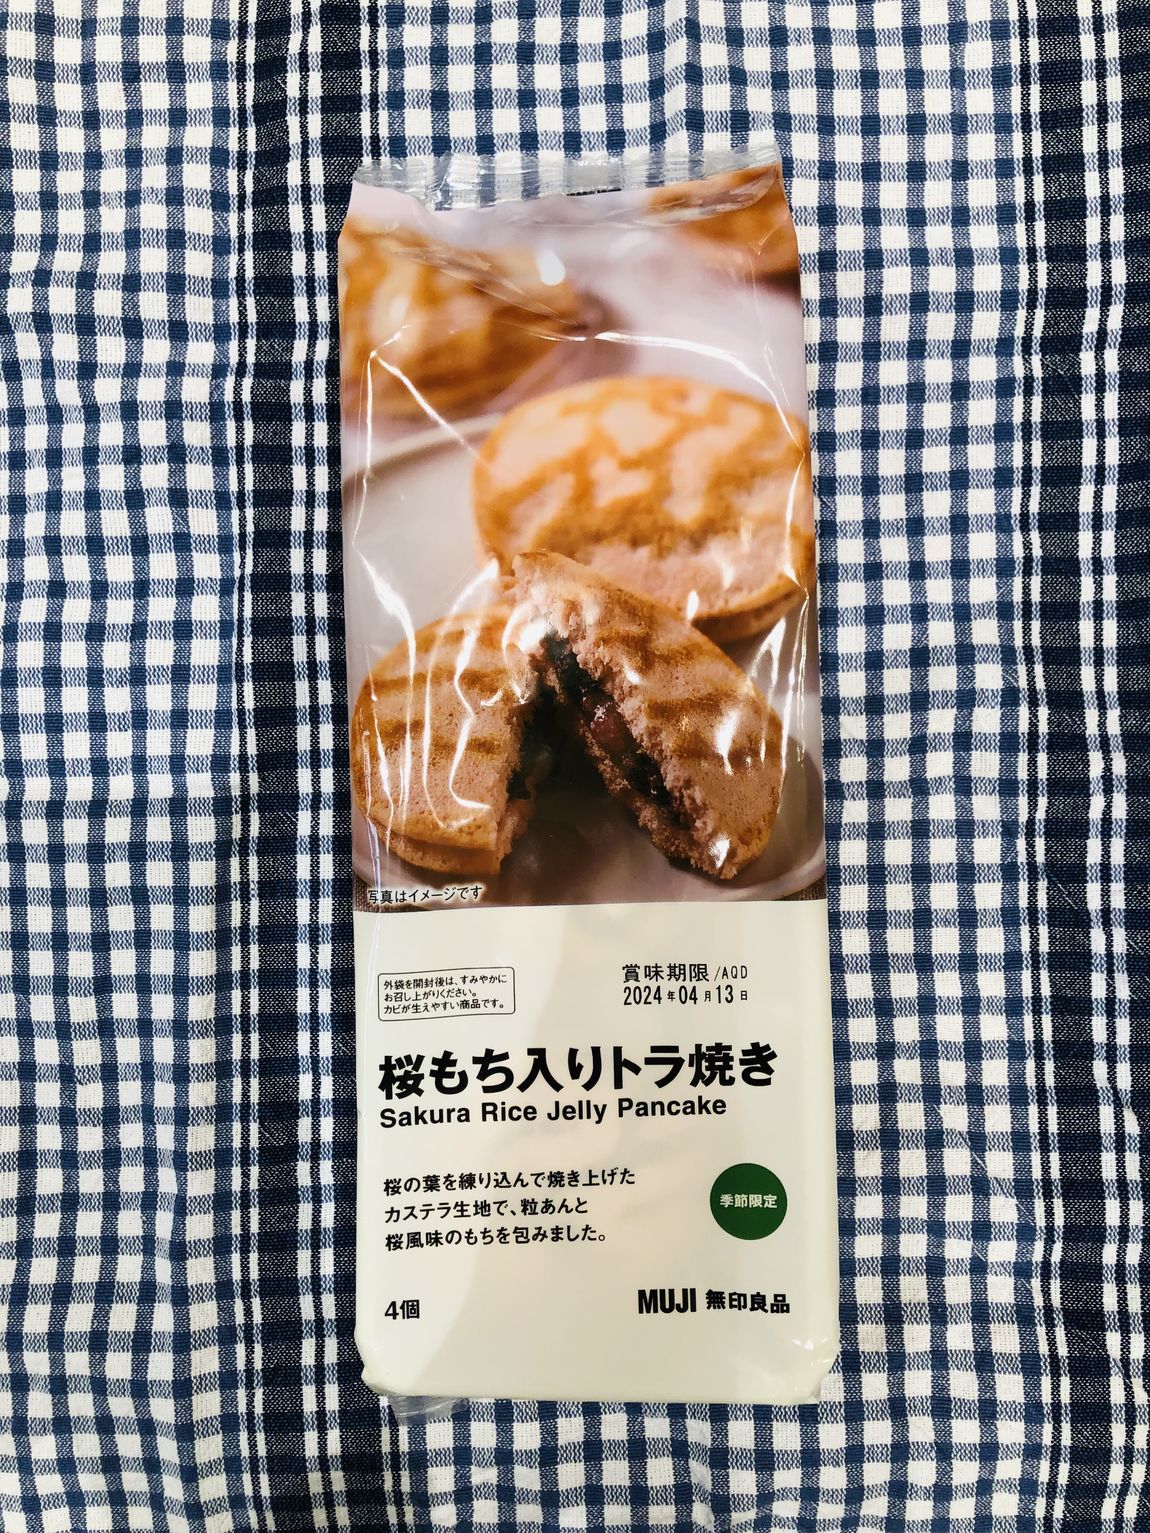 写真はイメージです
外袋を開封後は、すみやかに
お召し上がりください。
カビが生えやすい商品です。
賞味期限/AQD
2024年04月13日
桜もち入りトラ焼き
Sakura Rice Jelly Pancake
桜の葉を練り込んで焼き上げた
カステラ生地で、粒あんと
桜風味のもちを包みました。
季節限定
4個
MUJI 無印良品